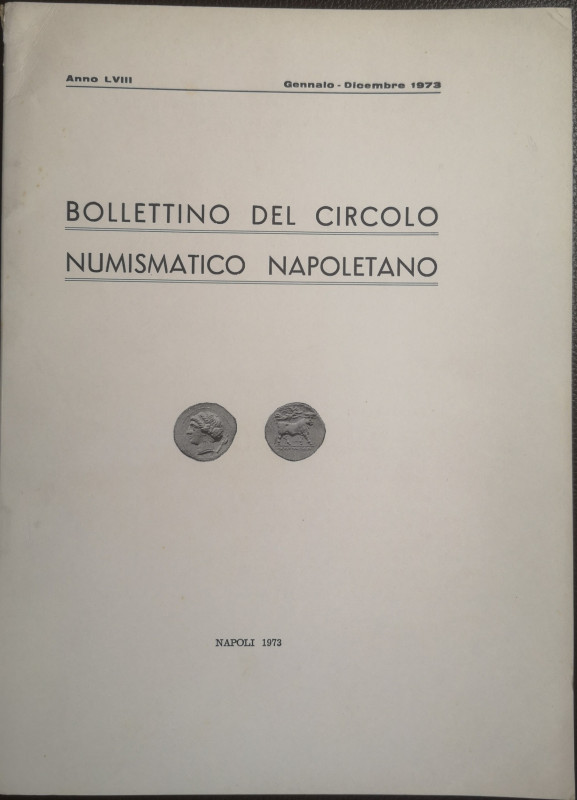 Anno LVIII Gennaio - Dicembre 1973
BOLLETTINO DEL CIRCOLO
NUMISMATICO NAPOLETANO
NAPOLI 1973